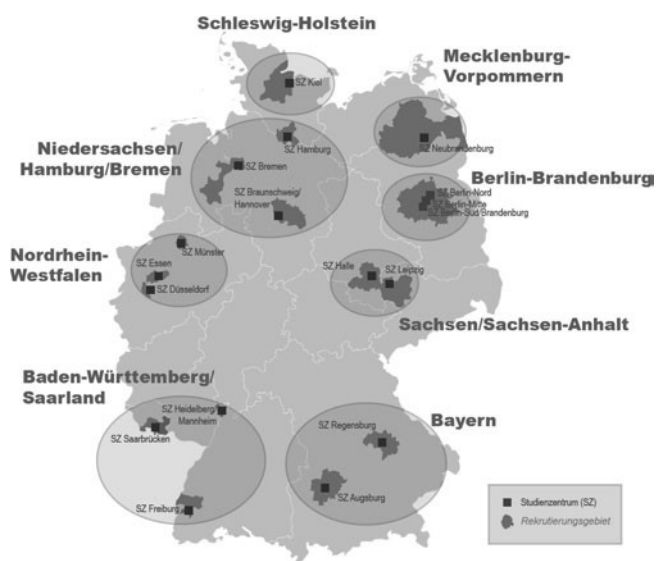 Schleswig-Holstein
SZ Kiel
Mecklenburg-
Vorpommern
SZ Neubrandenburg
Niedersachsen/
Hamburg/Bremen
SZ Hamburg
SZ Bremen
SZ Braunschweig/
Hannover
Berlin-Brandenburg
SZ Berlin-Nord
SZ Berlin-Mitte
SZ Berlin-Süd/Brandenburg
Nordrhein-
Westfalen
SZ Münster
SZ Essen
SZ Düsseldorf
SZ Halle
SZ Leipzig
Sachsen/Sachsen-Anhalt
Baden-Württemberg/
Saarland
SZ Heidelberg/
Mannheim
SZ Saarbrücken
SZ Freiburg
Bayern
SZ Regensburg
SZ Augsburg
Studienzentrum (SZ)
Rekrutierungsgebiet